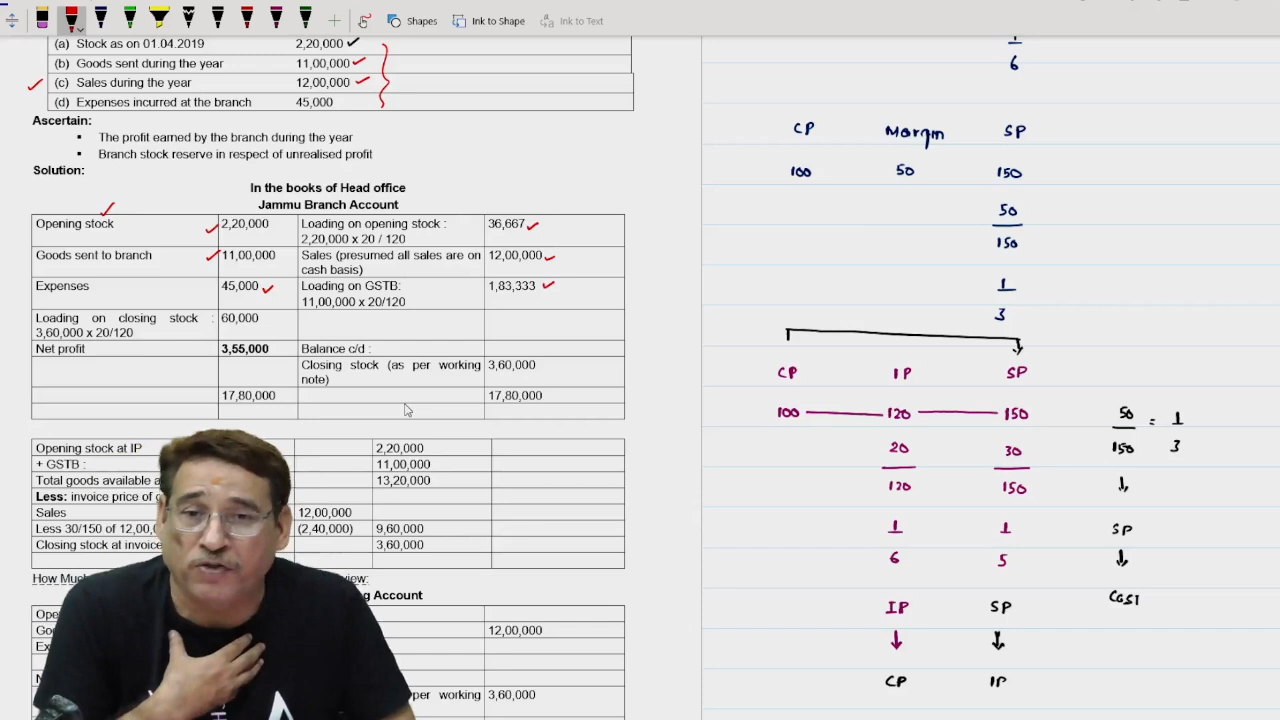 Shapes
Ink to Shape
Ink to Text
(a) Stock as on 01.04.2019 2,20,000
(b) Goods sent during the year 11,00,000
(c) Sales during the year 12,00,000
(d) Expenses incurred at the branch 45,000
Ascertain:
▪ The profit earned by the branch during the year
▪ Branch stock reserve in respect of unrealised profit
Solution:
In the books of Head office
Jammu Branch Account
Opening stock 2,20,000 Loading on opening stock : 36,667
2,20,000 x 20 / 120
Goods sent to branch 11,00,000 Sales (presumed all sales are on 12,00,000
cash basis)
Expenses 45,000 Loading on GSTB: 1,83,333
11,00,000 x 20/120
Loading on closing stock : 60,000
3,60,000 x 20/120
Net profit 3,55,000 Balance c/d :
Closing stock (as per working 3,60,000
note)
17,80,000 17,80,000
Opening stock at IP 2,20,000
+ GSTB : 11,00,000
Total goods available 13,20,000
Less: invoice price of
Sales 12,00,000
Less 30/150 of 12,00, (2,40,000) 9,60,000
Closing stock at invoice 3,60,000
How Much view:
g Account
12,00,000
per working 3,60,000
1
6
CP Margin SP
100 50 150
50
150
1
3
CP IP SP
100 120 150
20 30
120 150
1 1
6 5
IP SP
CP IP
50 = 1
150 3
SP
Cost